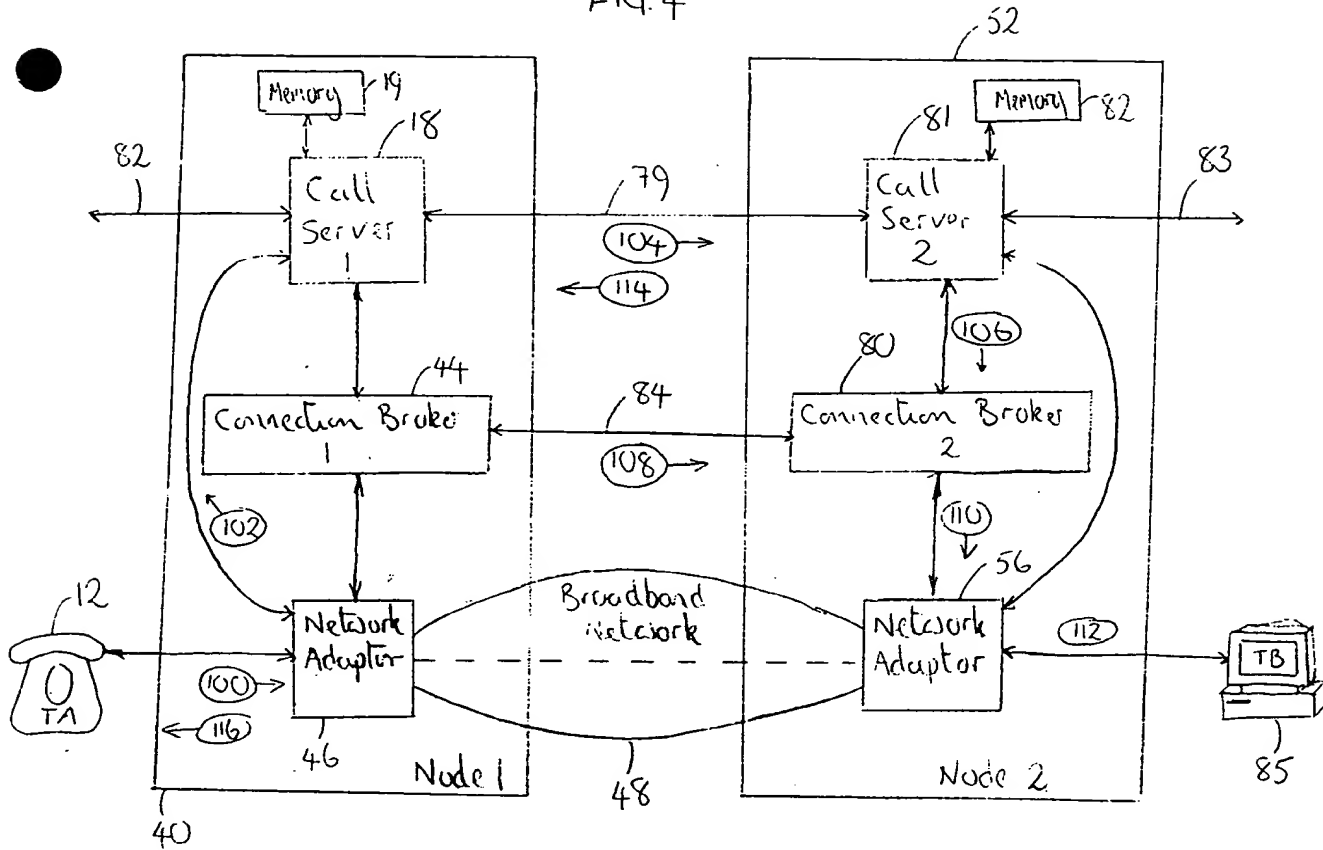 FIG. 4
52
Memory
19
Memory
82
18
81
82
Call
Server
1
79
Call
Server
2
83
104
114
106
44
80
84
Connection Broker
1
Connection Broker
2
108
102
110
12
56
Broadband
Network
Network
Adaptor
Network
Adaptor
112
TB
100
TA
116
46
Node 1
48
Node 2
85
40